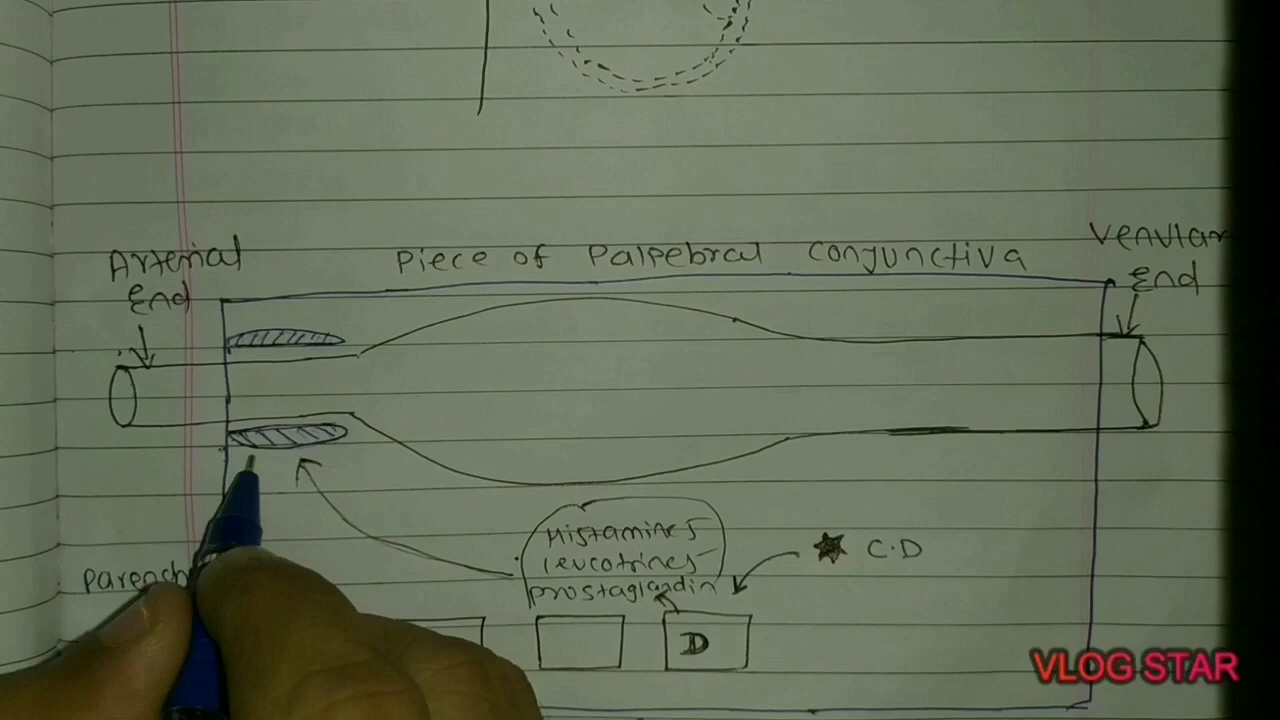 Arterial
End
Piece of Palpebral Conjunctiva
Venular
End
Histamines
leucotrines
prostaglandin
C.D
D
VLOG STAR